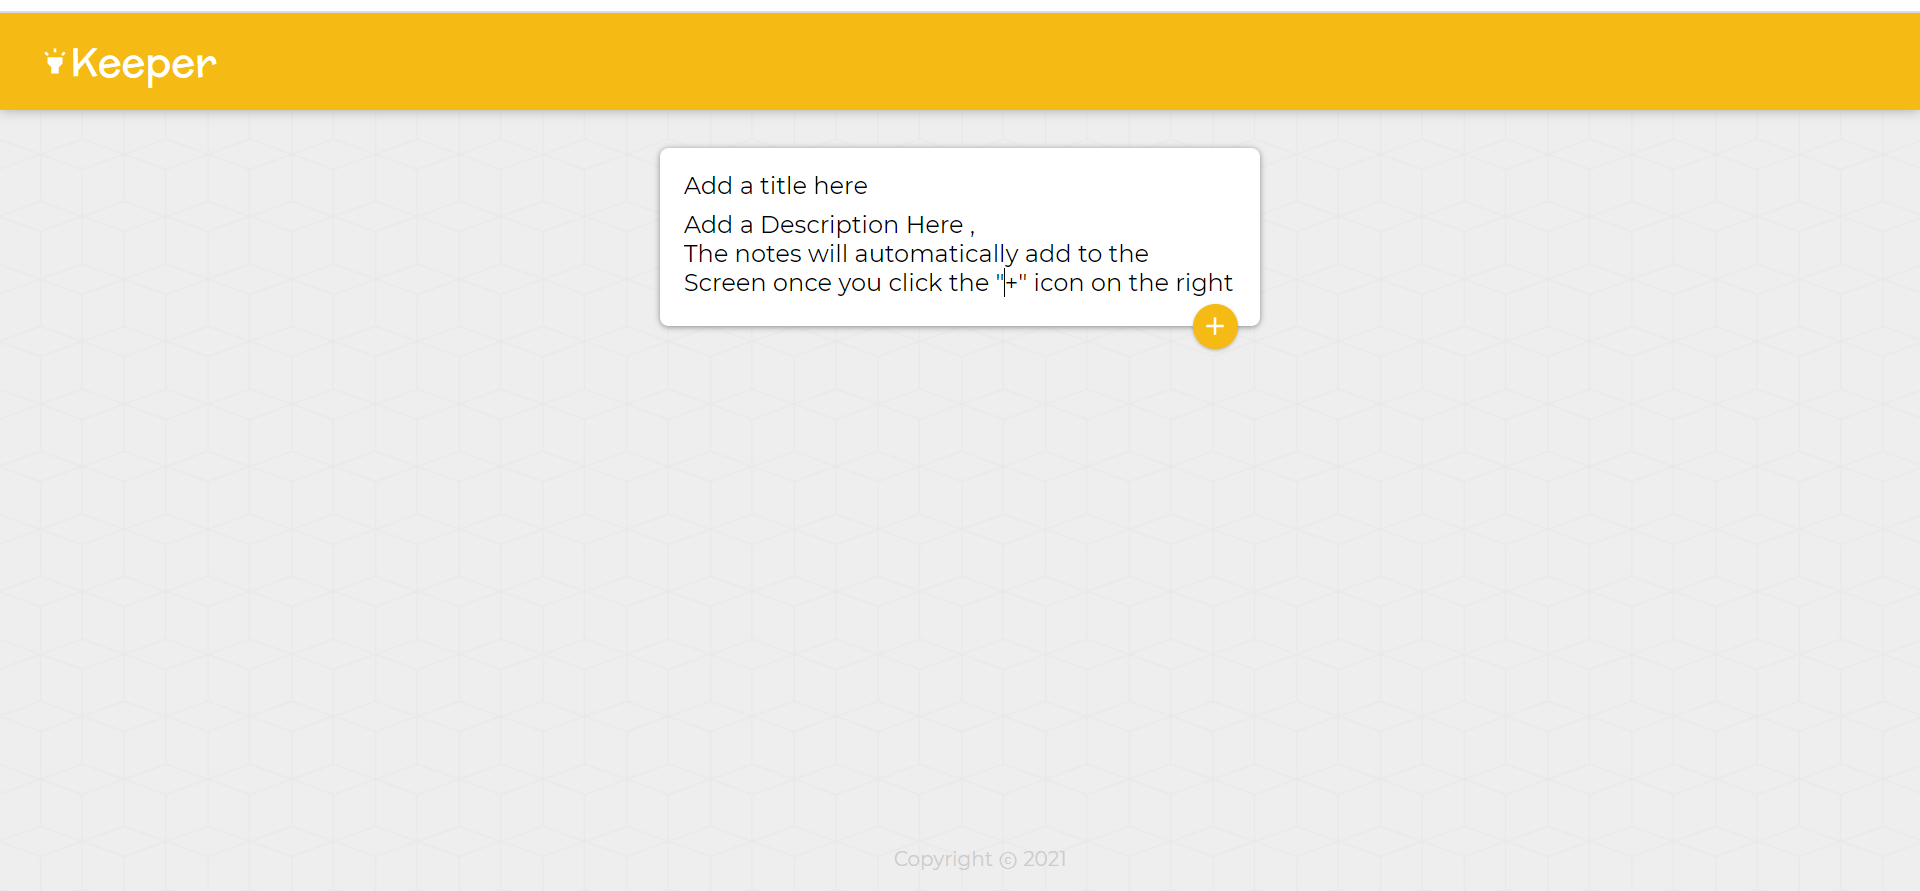 Keeper
Add a title here
Add a Description Here ,
The notes will automatically add to the
Screen once you click the "+" icon on the right
+
Copyright © 2021